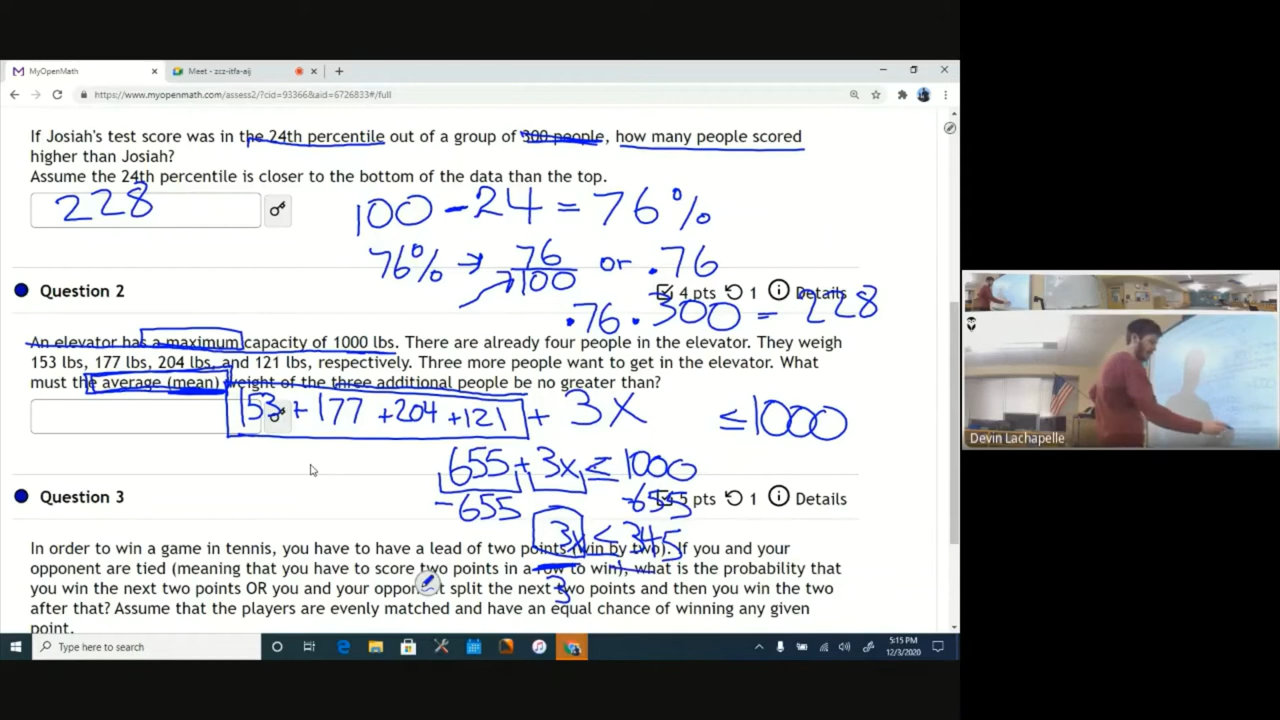 MyOpenMath
Meet - zcz-itfa-aij
https://www.myopenmath.com/assess2/?cid=93366&aid=6726833#/full
If Josiah's test score was in the 24th percentile out of a group of 300 people, how many people scored
higher than Josiah?
Assume the 24th percentile is closer to the bottom of the data than the top.
228
100 - 24 = 76%
76% → 76/100 or .76
Question 2
4 pts 1 Details
.76 · 300 = 228
An elevator has a maximum capacity of 1000 lbs. There are already four people in the elevator. They weigh
153 lbs, 177 lbs, 204 lbs, and 121 lbs, respectively. Three more people want to get in the elevator. What
must the average (mean) weight of the three additional people be no greater than?
153 + 177 + 204 + 121 + 3x ≤ 1000
655 + 3x ≤ 1000
Question 3
5 pts 1 Details
-655 -655
3x ≤ 345
3
In order to win a game in tennis, you have to have a lead of two points (win by two). If you and your
opponent are tied (meaning that you have to score two points in a row to win), what is the probability that
you win the next two points OR you and your opponent split the next two points and then you win the two
after that? Assume that the players are evenly matched and have an equal chance of winning any given
point.
Devin Lachapelle
Type here to search
5:15 PM
12/3/2020